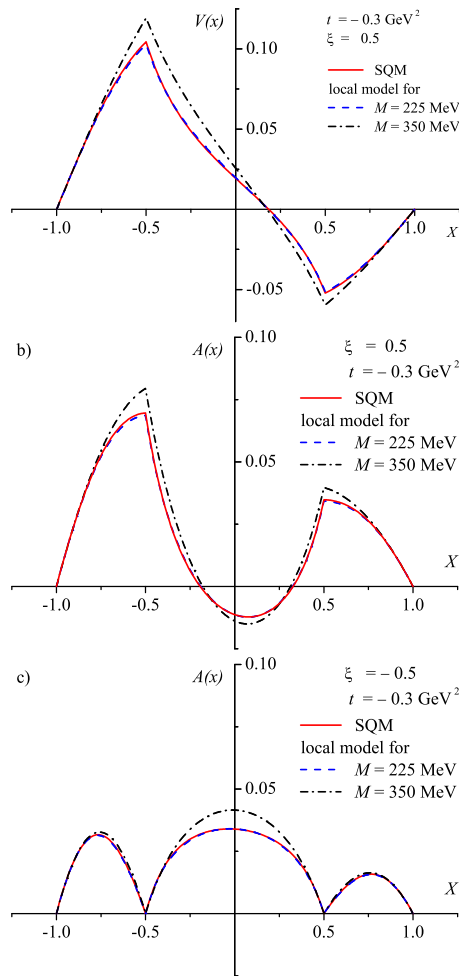 V(x)
t = – 0.3 GeV²
ξ = 0.5
SQM
local model for
M = 225 MeV
M = 350 MeV
0.10
0.05
-0.05
-1.0 -0.5 0 0.5 1.0
X
b)
A(x)
0.10
ξ = 0.5
t = – 0.3 GeV²
SQM
local model for
M = 225 MeV
M = 350 MeV
0.05
-1.0 -0.5 0 0.5 1.0
X
c)
A(x)
0.10
ξ = – 0.5
t = – 0.3 GeV²
SQM
local model for
M = 225 MeV
M = 350 MeV
0.05
-1.0 -0.5 0 0.5 1.0
X